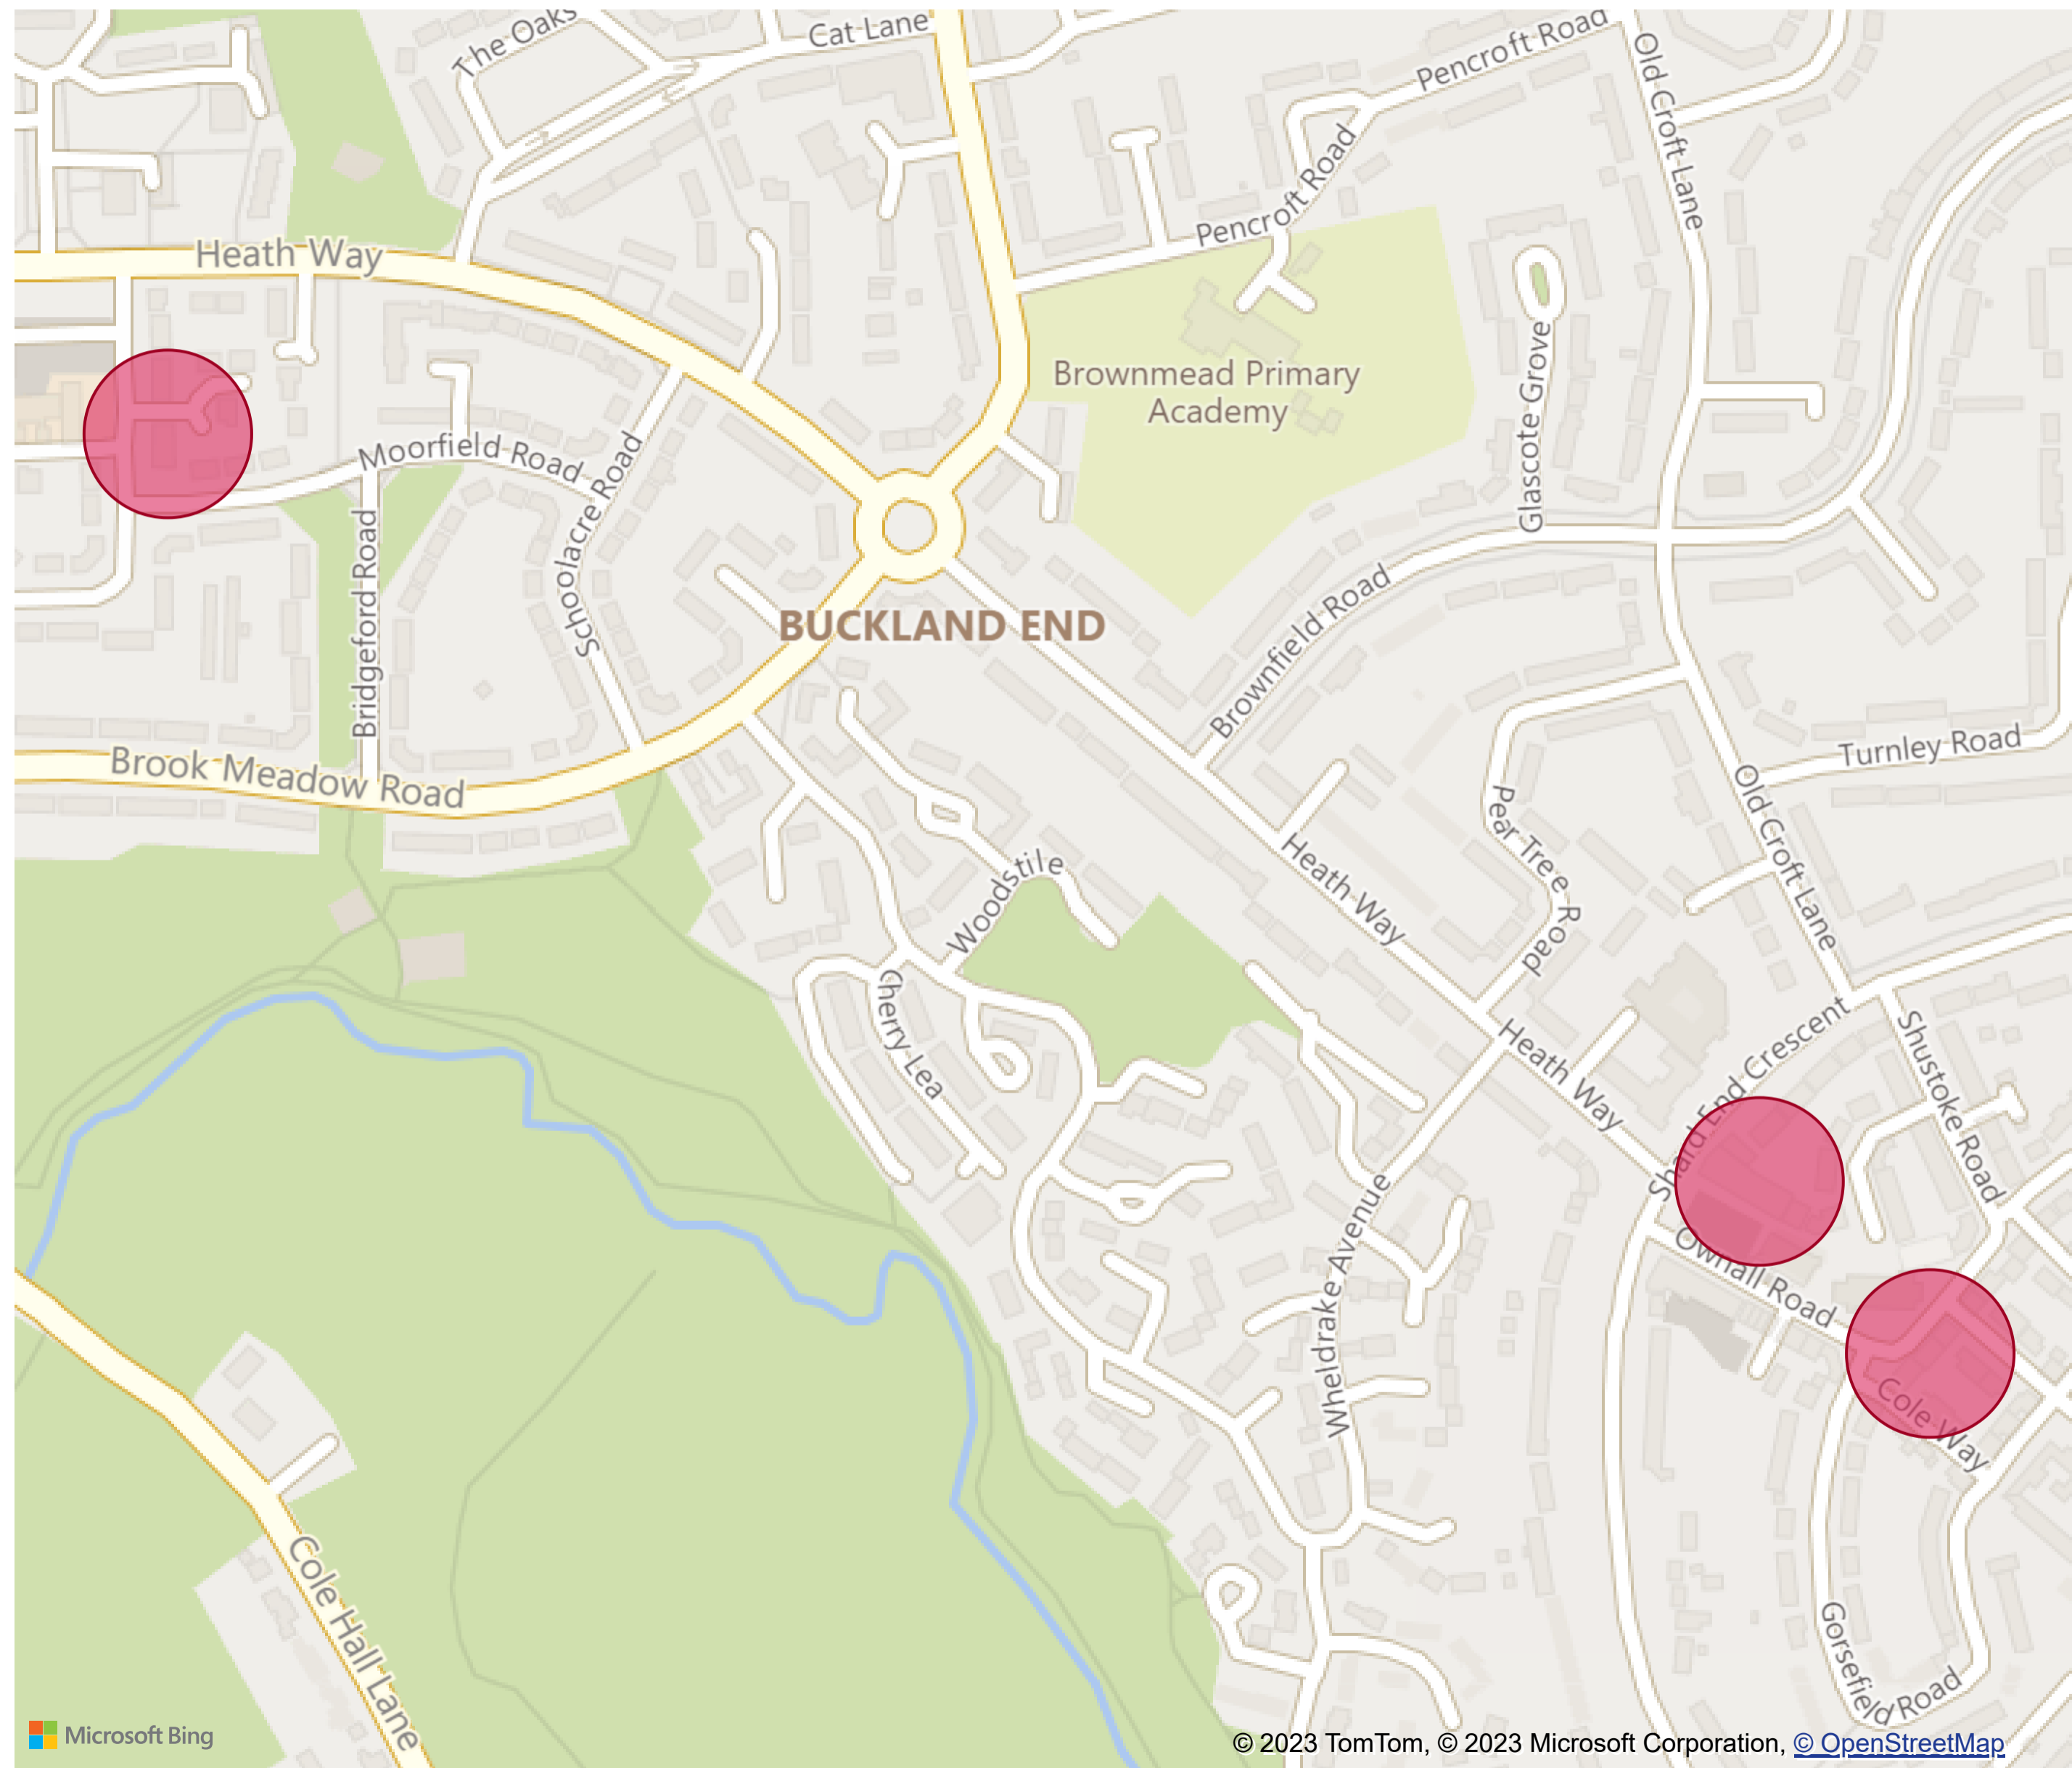 The Oaks
Cat Lane
Pencroft Road
Old Croft Lane
Pencroft Road
Heath Way
Brownmead Primary
Academy
Glascote Grove
Moorfield Road
Schoolacre Road
Bridgeford Road
BUCKLAND END
Brownfield Road
Brook Meadow Road
Turnley Road
Pear Tree Road
Old Croft Lane
Heath Way
Woodstile
Cherry Lea
Heath Way
Shard End Crescent
Shustoke Road
Wheldrake Avenue
Ownall Road
Cole Way
Cole Hall Lane
Gorsefield Road
Microsoft Bing
© 2023 TomTom, © 2023 Microsoft Corporation, © OpenStreetMap